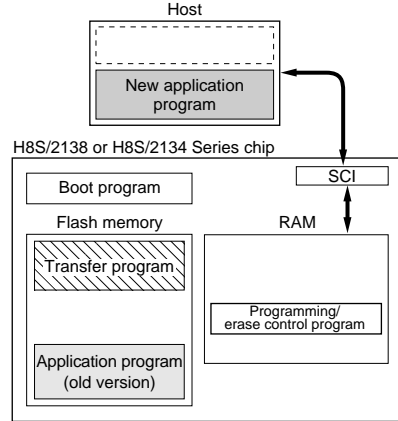 Host
New application
program
H8S/2138 or H8S/2134 Series chip
SCI
Boot program
Flash memory
RAM
Transfer program
Programming/
erase control program
Application program
(old version)